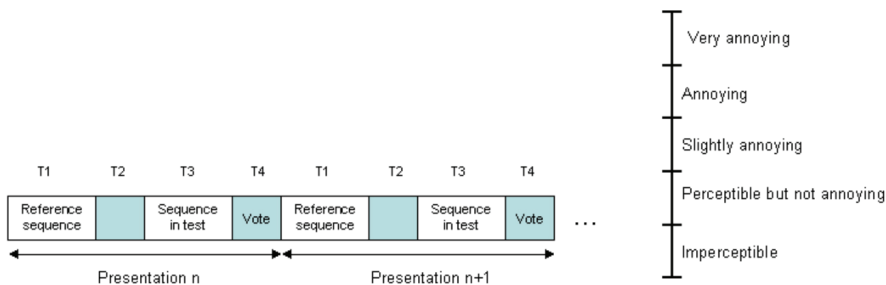 T1 T2 T3 T4 T1 T2 T3 T4
Reference
sequence
Sequence
in test
Vote
Reference
sequence
Sequence
in test
Vote
...
Presentation n
Presentation n+1
Very annoying
Annoying
Slightly annoying
Perceptible but not annoying
Imperceptible